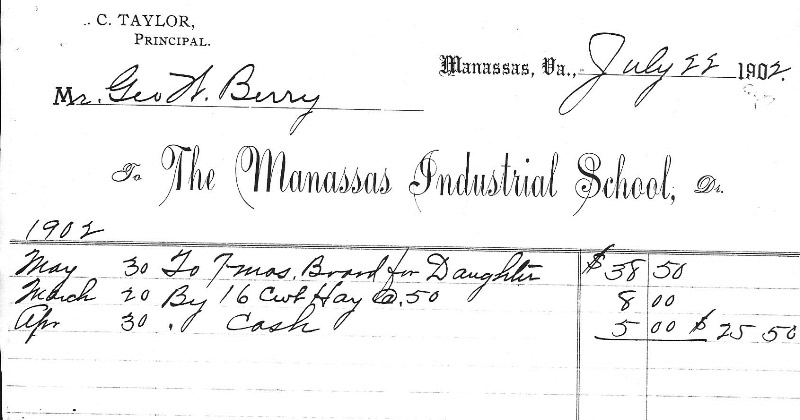 . C. TAYLOR,
PRINCIPAL.
Manassas, Va., July 22 1902.
Mr. Geo W. Berry
To The Manassas Industrial School, Dr.
1902
May 30 To 7 mos. Board for Daughter $ 38 50
March 20 By 16 Cwt Hay @ .50 8 00
Apr 30 . Cash 5 00 $ 25 50